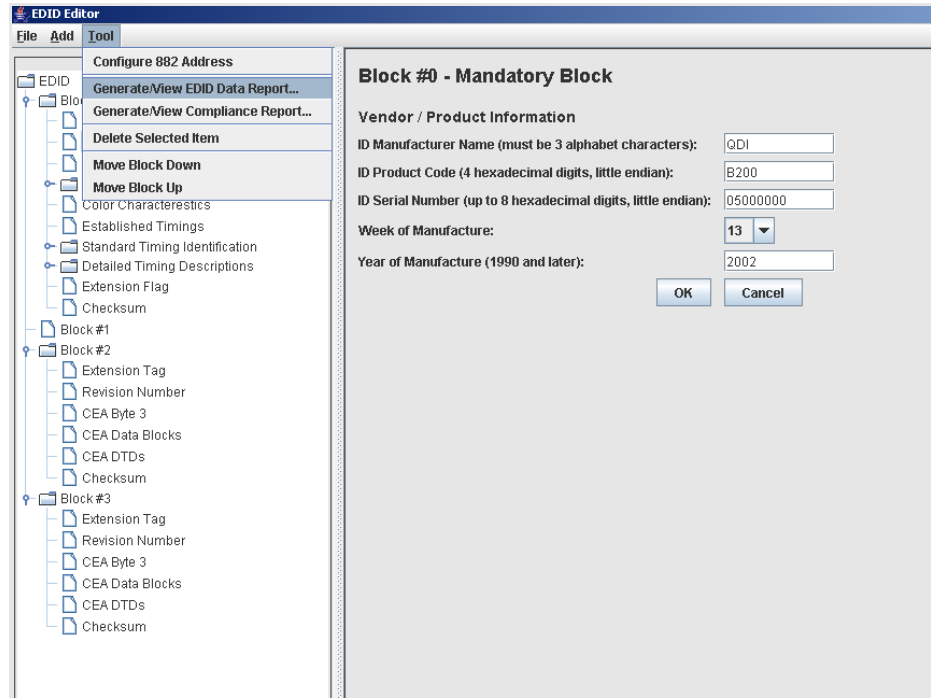 EDID Editor
File Add Tool
Configure 882 Address
Generate/View EDID Data Report...
Generate/View Compliance Report...
Delete Selected Item
Move Block Down
Move Block Up
EDID
Color Characteristics
Established Timings
Standard Timing Identification
Detailed Timing Descriptions
Extension Flag
Checksum
Block #1
Block #2
Extension Tag
Revision Number
CEA Byte 3
CEA Data Blocks
CEA DTDs
Checksum
Block #3
Extension Tag
Revision Number
CEA Byte 3
CEA Data Blocks
CEA DTDs
Checksum
Block #0 - Mandatory Block
Vendor / Product Information
ID Manufacturer Name (must be 3 alphabet characters): QDI
ID Product Code (4 hexadecimal digits, little endian): B200
ID Serial Number (up to 8 hexadecimal digits, little endian): 05000000
Week of Manufacture: 13
Year of Manufacture (1990 and later): 2002
OK Cancel